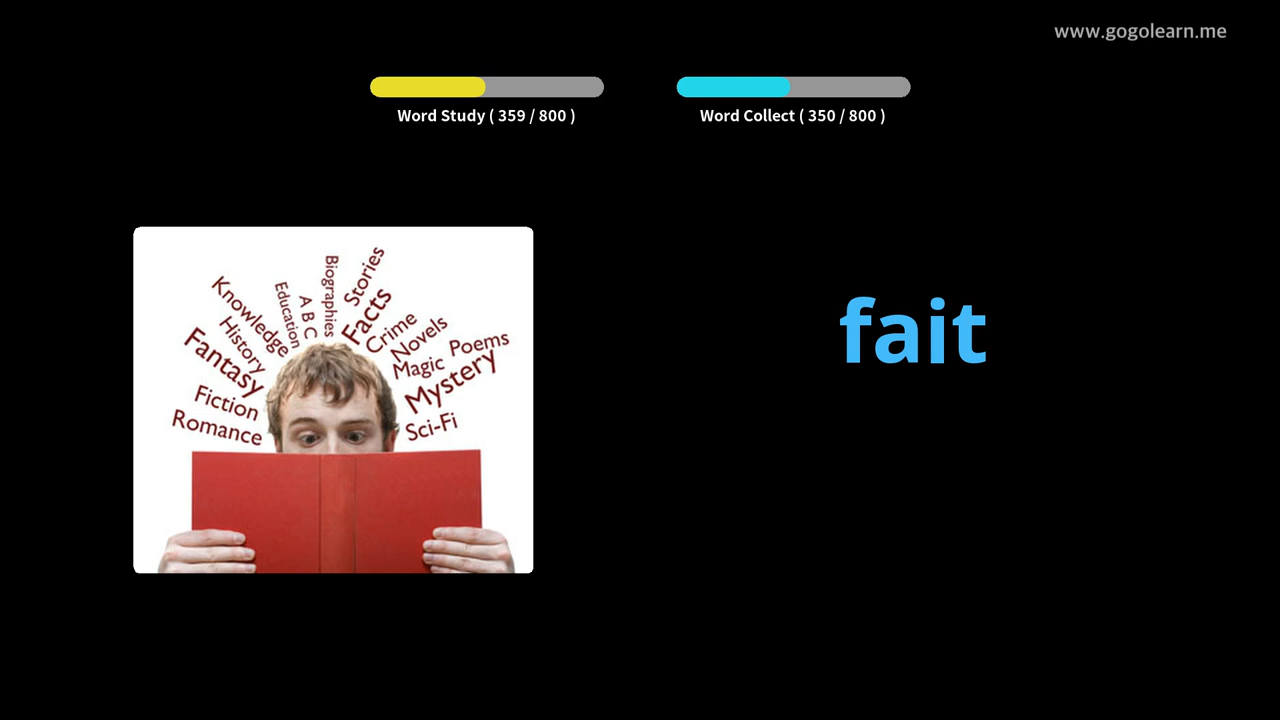 www.gogolearn.me
Word Study ( 359 / 800 )
Word Collect ( 350 / 800 )
Biographies
Stories
Education
A B C
Facts
Knowledge
Crime
History
Novels
Poems
Fantasy
Magic
Mystery
Fiction
Romance
Sci-Fi
fait